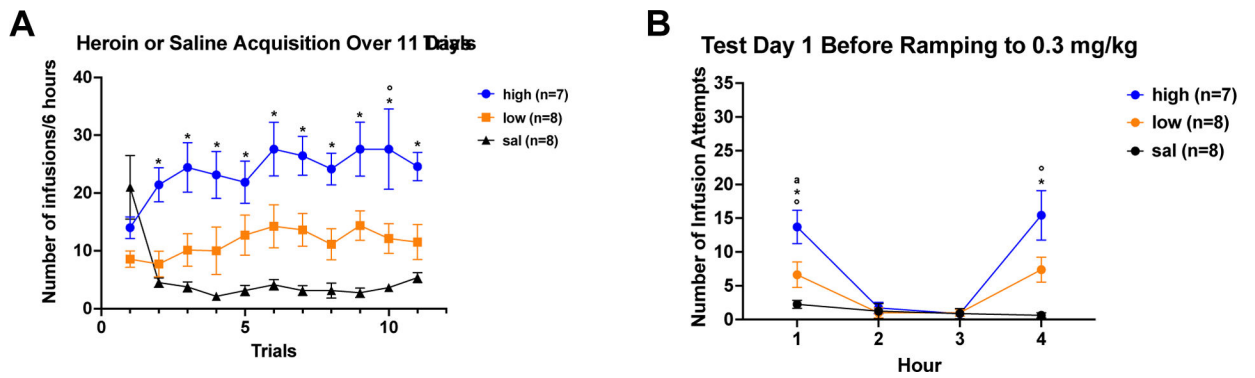 A
Heroin or Saline Acquisition Over 11 Days
Number of infusions/6 hours
40
30
20
10
0
0
5
10
Trials
high (n=7)
low (n=8)
sal (n=8)
*
*
*
*
*
*
*
*
°
*
*
B
Test Day 1 Before Ramping to 0.3 mg/kg
Number of Infusion Attempts
35
30
25
20
15
10
5
0
1
2
3
4
Hour
high (n=7)
low (n=8)
sal (n=8)
a
*
°
°
*